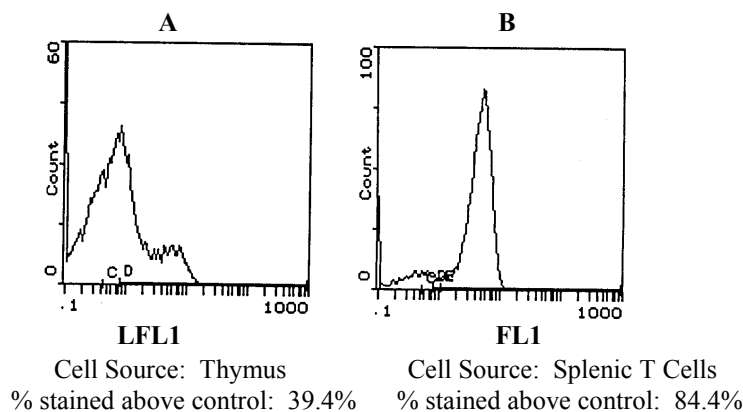 A
B
60
Count
0
C, D
.1
1000
LFL1
100
Count
0
.1
1000
FL1
Cell Source: Thymus
Cell Source: Splenic T Cells
% stained above control: 39.4%
% stained above control: 84.4%